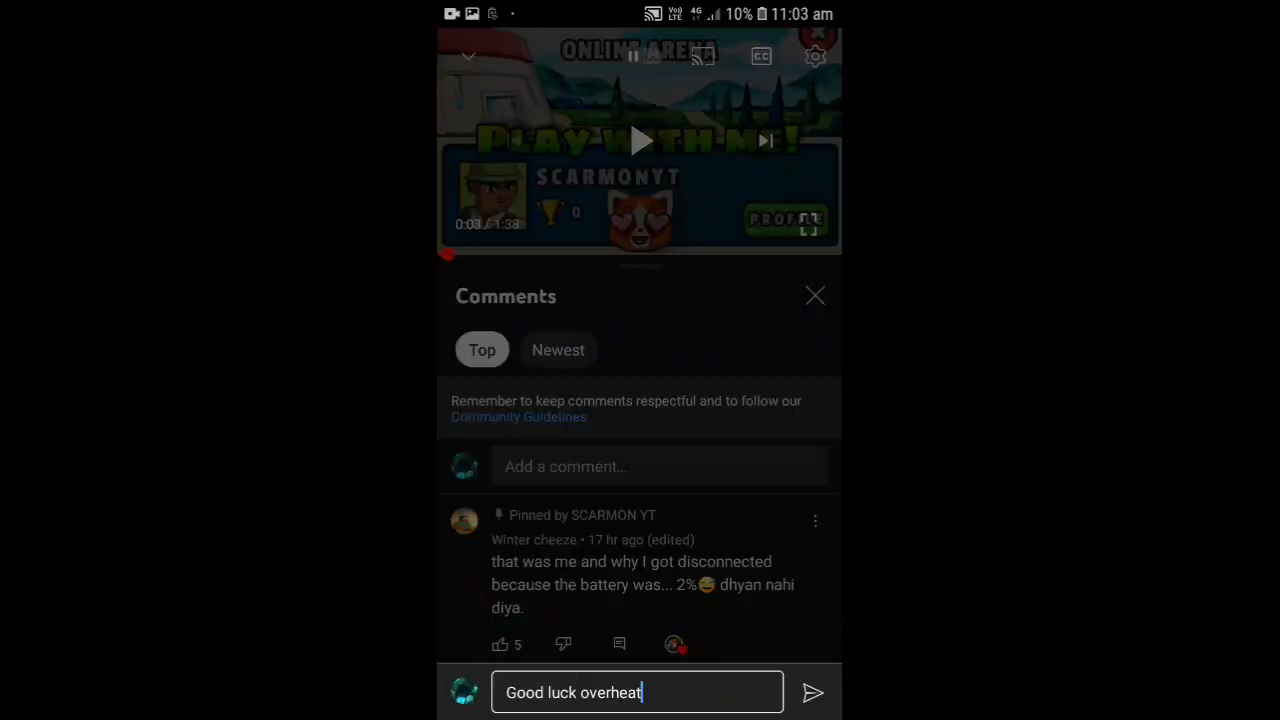 VoD LTE 4G 10% 11:03 am
ONLINE ARENA
CC
PLAY WITH ME!
SCARMONYT
0
PROFILE
0:03 / 1:38
Comments
Top Newest
Remember to keep comments respectful and to follow our
Community Guidelines
Add a comment...
Pinned by SCARMON YT
Winter cheeze • 17 hr ago (edited)
that was me and why I got disconnected
because the battery was... 2%😅 dhyan nahi
diya.
5
Good luck overheat